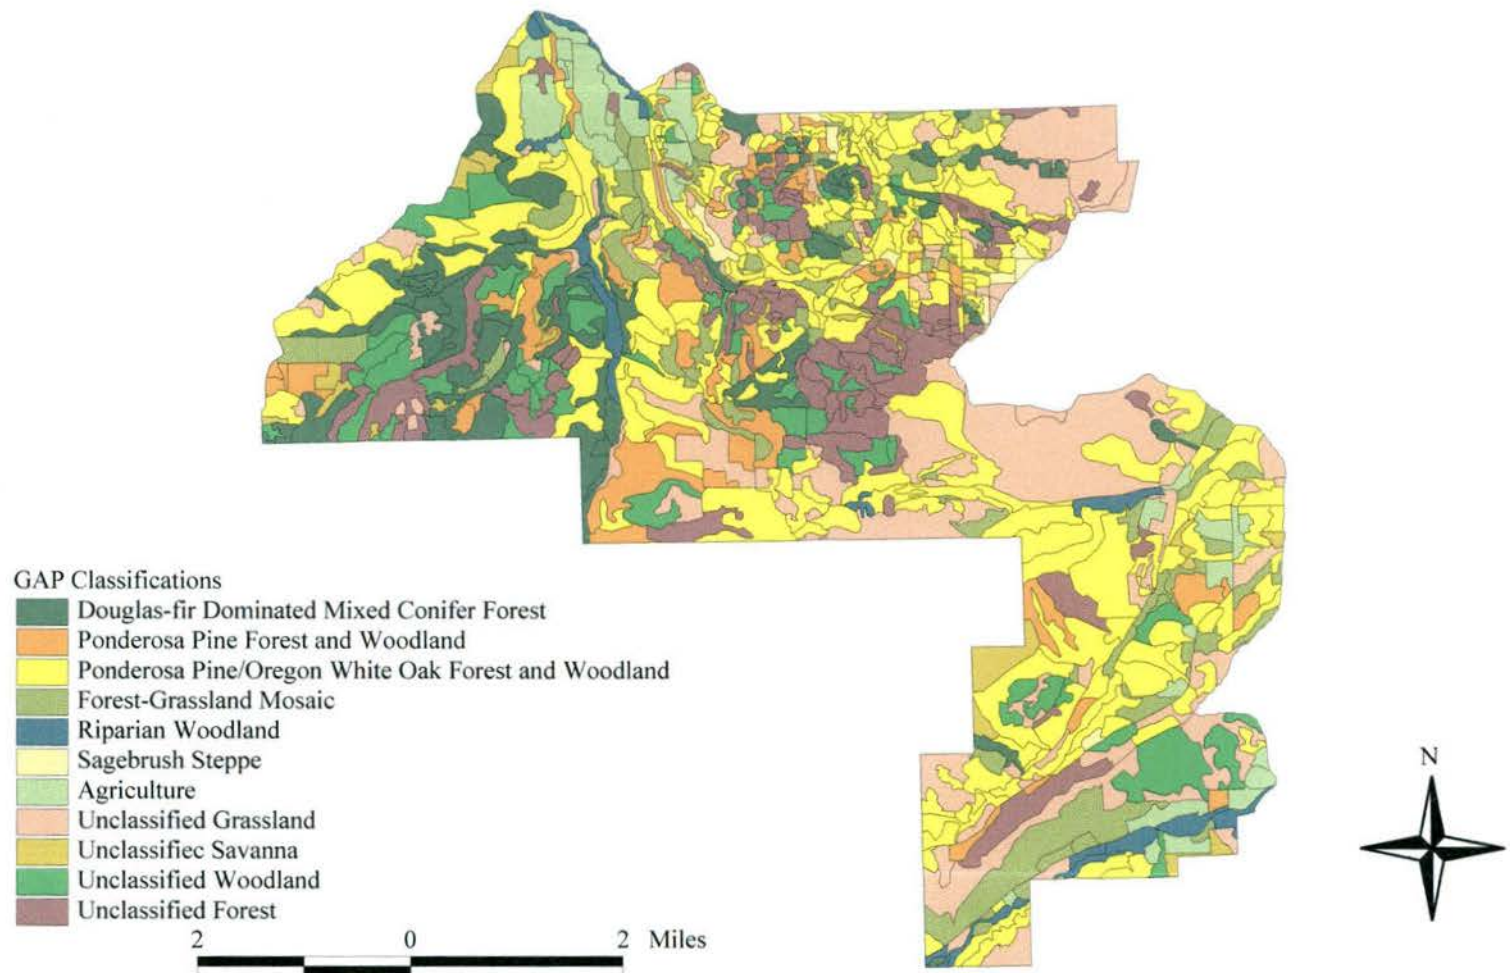 GAP Classifications
Douglas-fir Dominated Mixed Conifer Forest
Ponderosa Pine Forest and Woodland
Ponderosa Pine/Oregon White Oak Forest and Woodland
Forest-Grassland Mosaic
Riparian Woodland
Sagebrush Steppe
Agriculture
Unclassified Grassland
Unclassifiec Savanna
Unclassified Woodland
Unclassified Forest
2 0 2 Miles
N